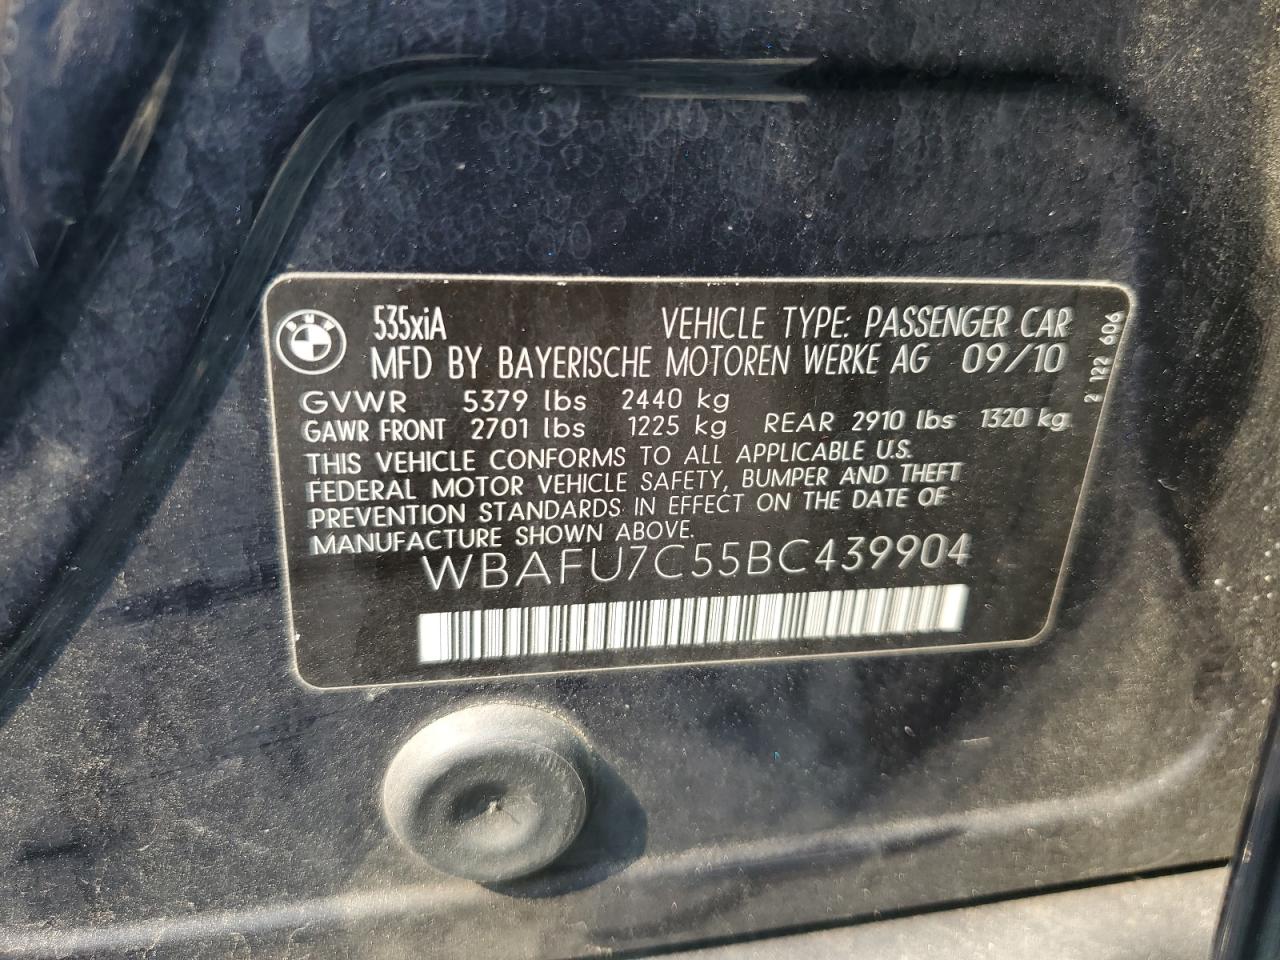 BMW
535xiA
VEHICLE TYPE: PASSENGER CAR
MFD BY BAYERISCHE MOTOREN WERKE AG 09/10
GVWR 5379 lbs 2440 kg
GAWR FRONT 2701 lbs 1225 kg REAR 2910 lbs 1320 kg
THIS VEHICLE CONFORMS TO ALL APPLICABLE U.S.
FEDERAL MOTOR VEHICLE SAFETY, BUMPER AND THEFT
PREVENTION STANDARDS IN EFFECT ON THE DATE OF
MANUFACTURE SHOWN ABOVE.
WBAFU7C55BC439904
2 122 606